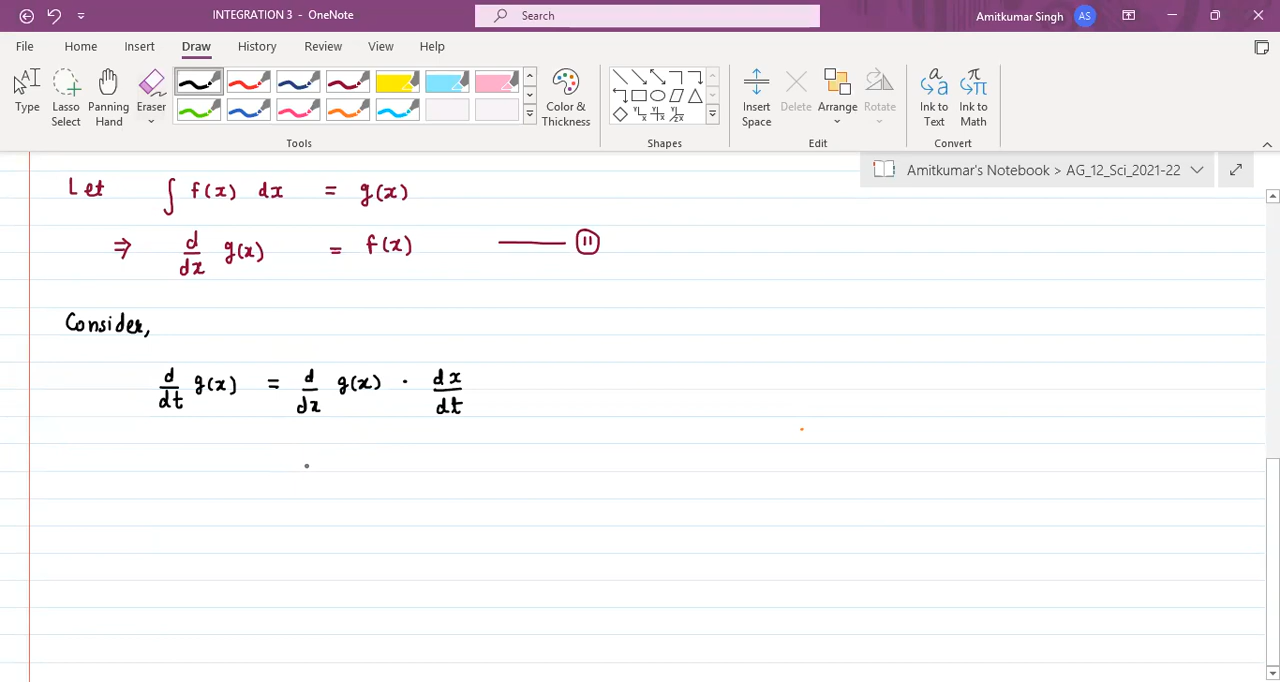 INTEGRATION 3 - OneNote
Search
Amitkumar Singh AS
File Home Insert Draw History Review View Help
Type
Lasso Select
Panning Hand
Eraser
Color & Thickness
Insert Space
Delete
Arrange
Rotate
Ink to Text
Ink to Math
Tools Shapes Edit Convert
Amitkumar's Notebook > AG_12_Sci_2021-22
Let ∫ f(x) dx = g(x)
⇒ d/dx g(x) = f(x) —— (II)
Consider,
d/dt g(x) = d/dx g(x) · dx/dt